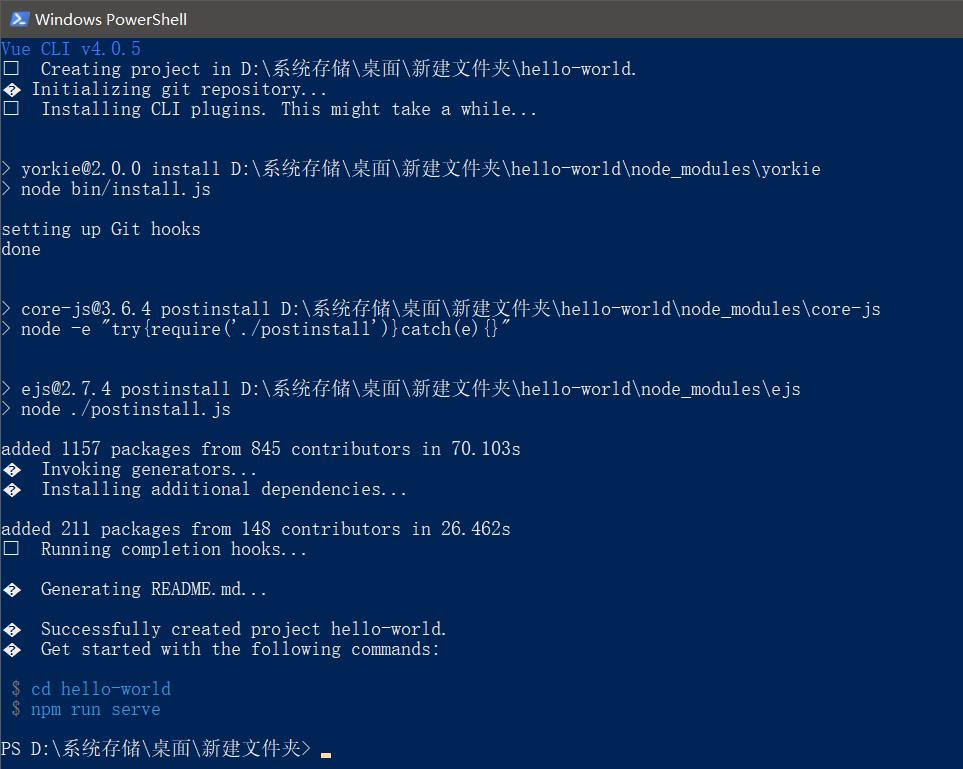 Windows PowerShell
Vue CLI v4.0.5
□  Creating project in D:\系统存储\桌面\新建文件夹\hello-world.
� Initializing git repository...
□  Installing CLI plugins. This might take a while...
> yorkie@2.0.0 install D:\系统存储\桌面\新建文件夹\hello-world\node_modules\yorkie
> node bin/install.js
setting up Git hooks
done
> core-js@3.6.4 postinstall D:\系统存储\桌面\新建文件夹\hello-world\node_modules\core-js
> node -e "try{require('./postinstall')}catch(e){}"
> ejs@2.7.4 postinstall D:\系统存储\桌面\新建文件夹\hello-world\node_modules\ejs
> node ./postinstall.js
added 1157 packages from 845 contributors in 70.103s
�  Invoking generators...
�  Installing additional dependencies...
added 211 packages from 148 contributors in 26.462s
□  Running completion hooks...
�  Generating README.md...
�  Successfully created project hello-world.
�  Get started with the following commands:
$ cd hello-world
$ npm run serve
PS D:\系统存储\桌面\新建文件夹> _